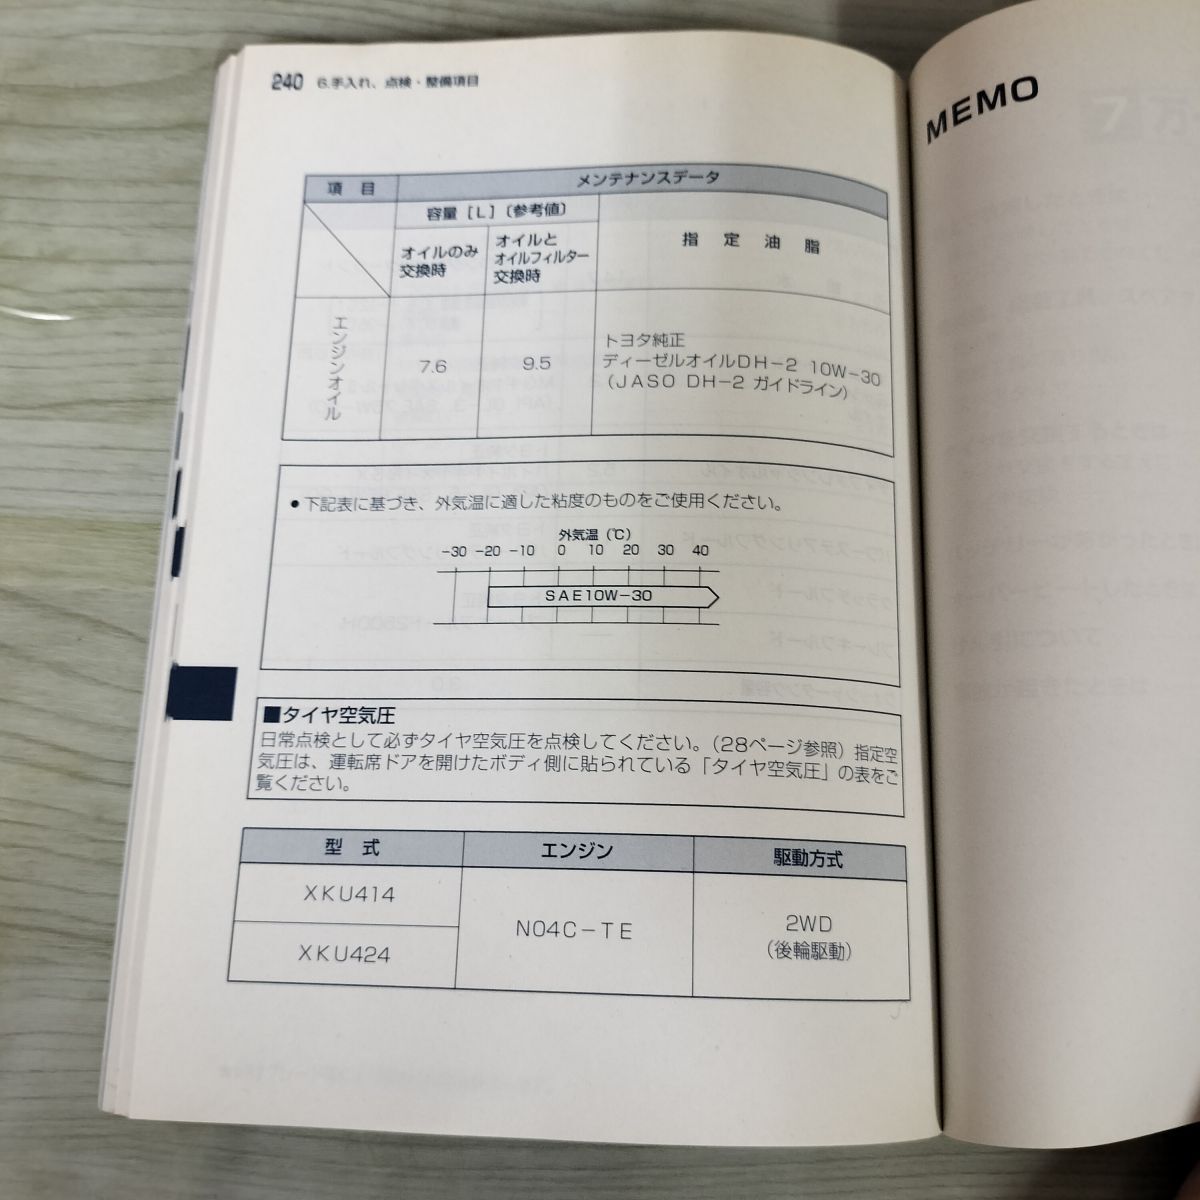 240 6.手入れ、点検・整備項目
MEMO
項 目
メンテナンスデータ
容量［L］〔参考値〕
オイルのみ
交換時
オイルと
オイルフィルター
交換時
指 定 油 脂
エンジンオイル
7.6
9.5
トヨタ純正
ディーゼルオイルDH−2 10W−30
（JASO DH−2 ガイドライン）
●下記表に基づき、外気温に適した粘度のものをご使用ください。
外気温（℃）
−30 −20 −10 0 10 20 30 40
SAE10W−30
■タイヤ空気圧
日常点検として必ずタイヤ空気圧を点検してください。（28ページ参照）指定空
気圧は、運転席ドアを開けたボディ側に貼られている「タイヤ空気圧」の表をご
覧ください。
型 式
エンジン
駆動方式
XKU414
XKU424
N04C−TE
2WD
（後輪駆動）